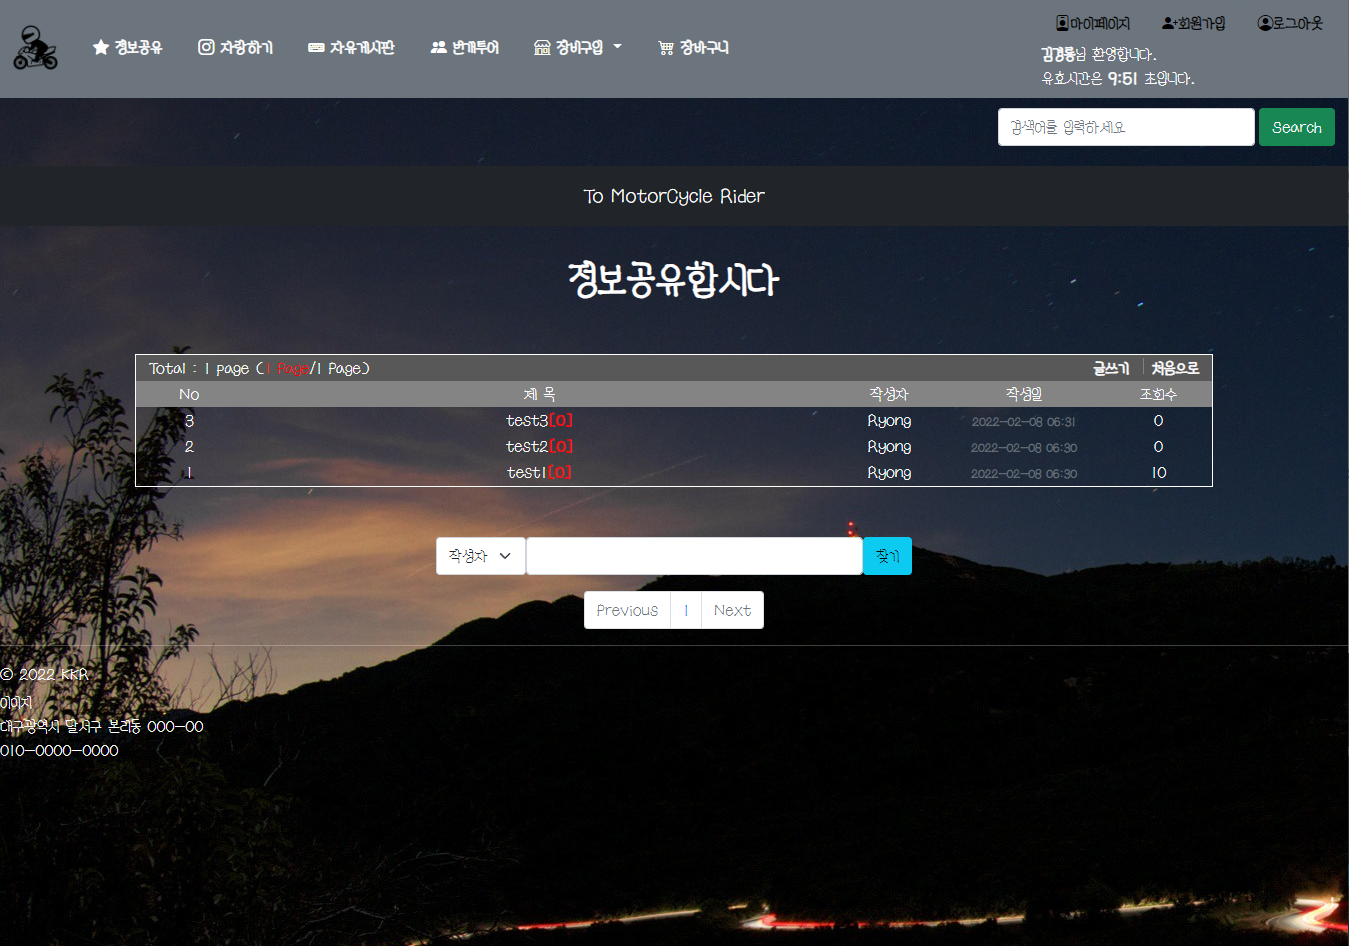 마이페이지 회원가입 로그아웃
정보공유 자랑하기 자유게시판 번개투어 장비구입 장바구니
김경룡님 환영합니다.
유효시간은 9:51 초입니다.
검색어를 입력하세요 Search
To MotorCycle Rider
정보공유합시다
Total : 1 page (1 Page/1 Page) 글쓰기 처음으로
No 제 목 작성자 작성일 조회수
3 test3[0] Ryong 2022-02-08 06:31 0
2 test2[0] Ryong 2022-02-08 06:30 0
1 test1[0] Ryong 2022-02-08 06:30 10
작성자 찾기
Previous 1 Next
© 2022 KKR
이이치
대구광역시 달서구 본리동 000-00
010-0000-0000